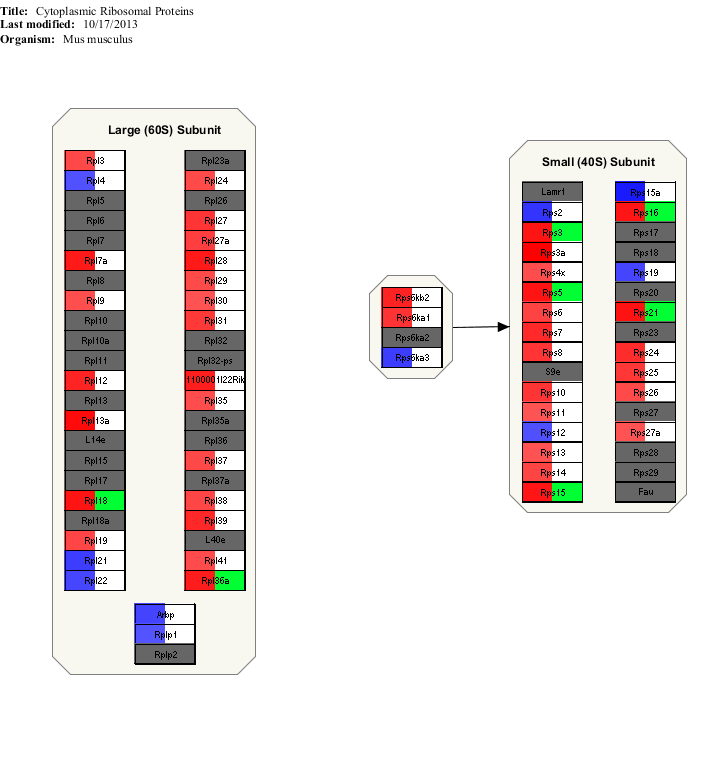 Title: Cytoplasmic Ribosomal Proteins
Last modified: 10/17/2013
Organism: Mus musculus
Large (60S) Subunit
Rpl3
Rpl4
Rpl5
Rpl6
Rpl7
Rpl7a
Rpl8
Rpl9
Rpl10
Rpl10a
Rpl11
Rpl12
Rpl13
Rpl13a
L14e
Rpl15
Rpl17
Rpl18
Rpl18a
Rpl19
Rpl21
Rpl22
Rpl23a
Rpl24
Rpl26
Rpl27
Rpl27a
Rpl28
Rpl29
Rpl30
Rpl31
Rpl32
Rpl32-ps
1100001I22Rik
Rpl35
Rpl35a
Rpl36
Rpl37
Rpl37a
Rpl38
Rpl39
L40e
Rpl41
Rpl36a
Arbp
Rplp1
Rplp2
Rps6kb2
Rps6ka1
Rps6ka2
Rps6ka3
Small (40S) Subunit
Lamr1
Rps2
Rps3
Rps3a
Rps4x
Rps5
Rps6
Rps7
Rps8
S9e
Rps10
Rps11
Rps12
Rps13
Rps14
Rps15
Rps15a
Rps16
Rps17
Rps18
Rps19
Rps20
Rps21
Rps23
Rps24
Rps25
Rps26
Rps27
Rps27a
Rps28
Rps29
Fau